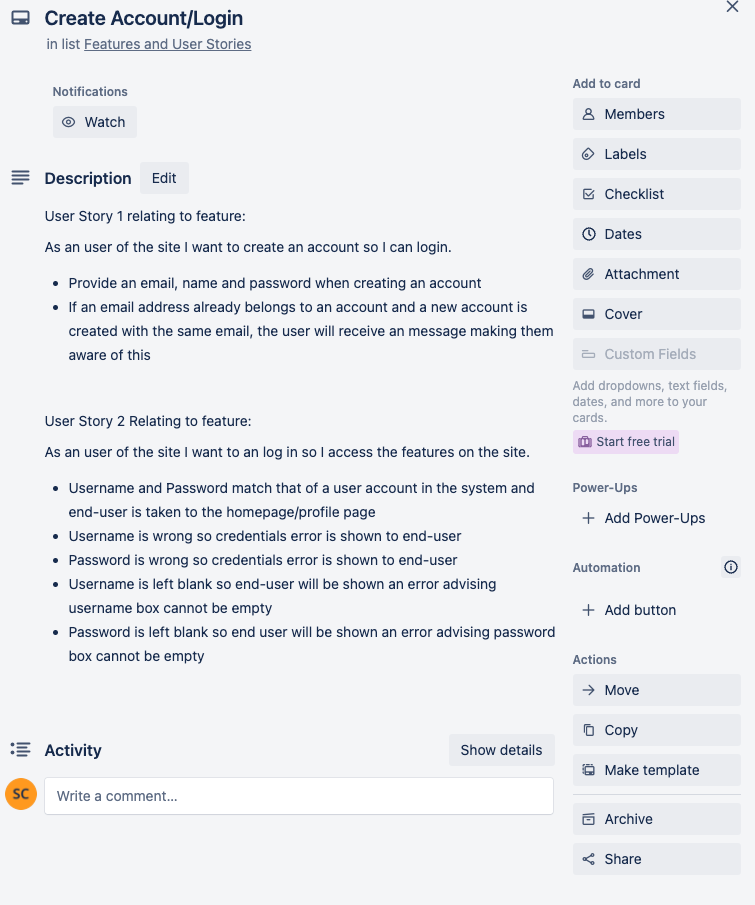 Create Account/Login
in list Features and User Stories
Notifications
Watch
Description
Edit
User Story 1 relating to feature:
As an user of the site I want to create an account so I can login.
Provide an email, name and password when creating an account
If an email address already belongs to an account and a new account is
created with the same email, the user will receive an message making them
aware of this
User Story 2 Relating to feature:
As an user of the site I want to an log in so I access the features on the site.
Username and Password match that of a user account in the system and
end-user is taken to the homepage/profile page
Username is wrong so credentials error is shown to end-user
Password is wrong so credentials error is shown to end-user
Username is left blank so end-user will be shown an error advising
username box cannot be empty
Password is left blank so end user will be shown an error advising password
box cannot be empty
Activity
Show details
SC
Write a comment...
Add to card
Members
Labels
Checklist
Dates
Attachment
Cover
Custom Fields
Add dropdowns, text fields,
dates, and more to your
cards.
Start free trial
Power-Ups
Add Power-Ups
Automation
Add button
Actions
Move
Copy
Make template
Archive
Share